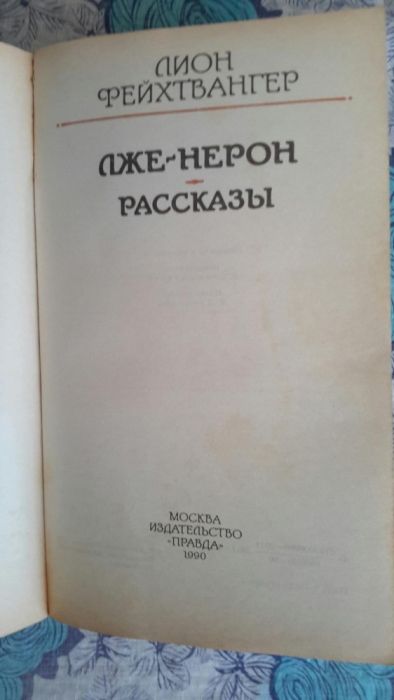 ЛИОН
ФЕЙХТВАНГЕР
ЛЖЕ-НЕРОН
РАССКАЗЫ
МОСКВА
ИЗДАТЕЛЬСТВО
«ПРАВДА»
1990